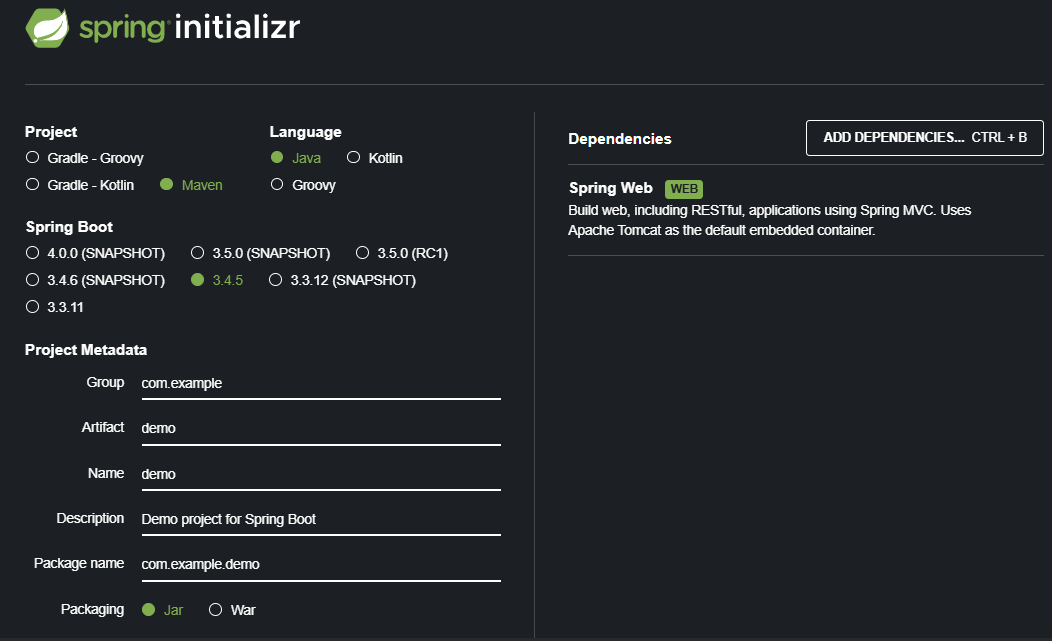 spring initializr
Project
Gradle - Groovy
Gradle - Kotlin Maven
Language
Java Kotlin
Groovy
Spring Boot
4.0.0 (SNAPSHOT) 3.5.0 (SNAPSHOT) 3.5.0 (RC1)
3.4.6 (SNAPSHOT) 3.4.5 3.3.12 (SNAPSHOT)
3.3.11
Project Metadata
Group com.example
Artifact demo
Name demo
Description Demo project for Spring Boot
Package name com.example.demo
Packaging Jar War
Dependencies
ADD DEPENDENCIES... CTRL + B
Spring Web WEB
Build web, including RESTful, applications using Spring MVC. Uses
Apache Tomcat as the default embedded container.